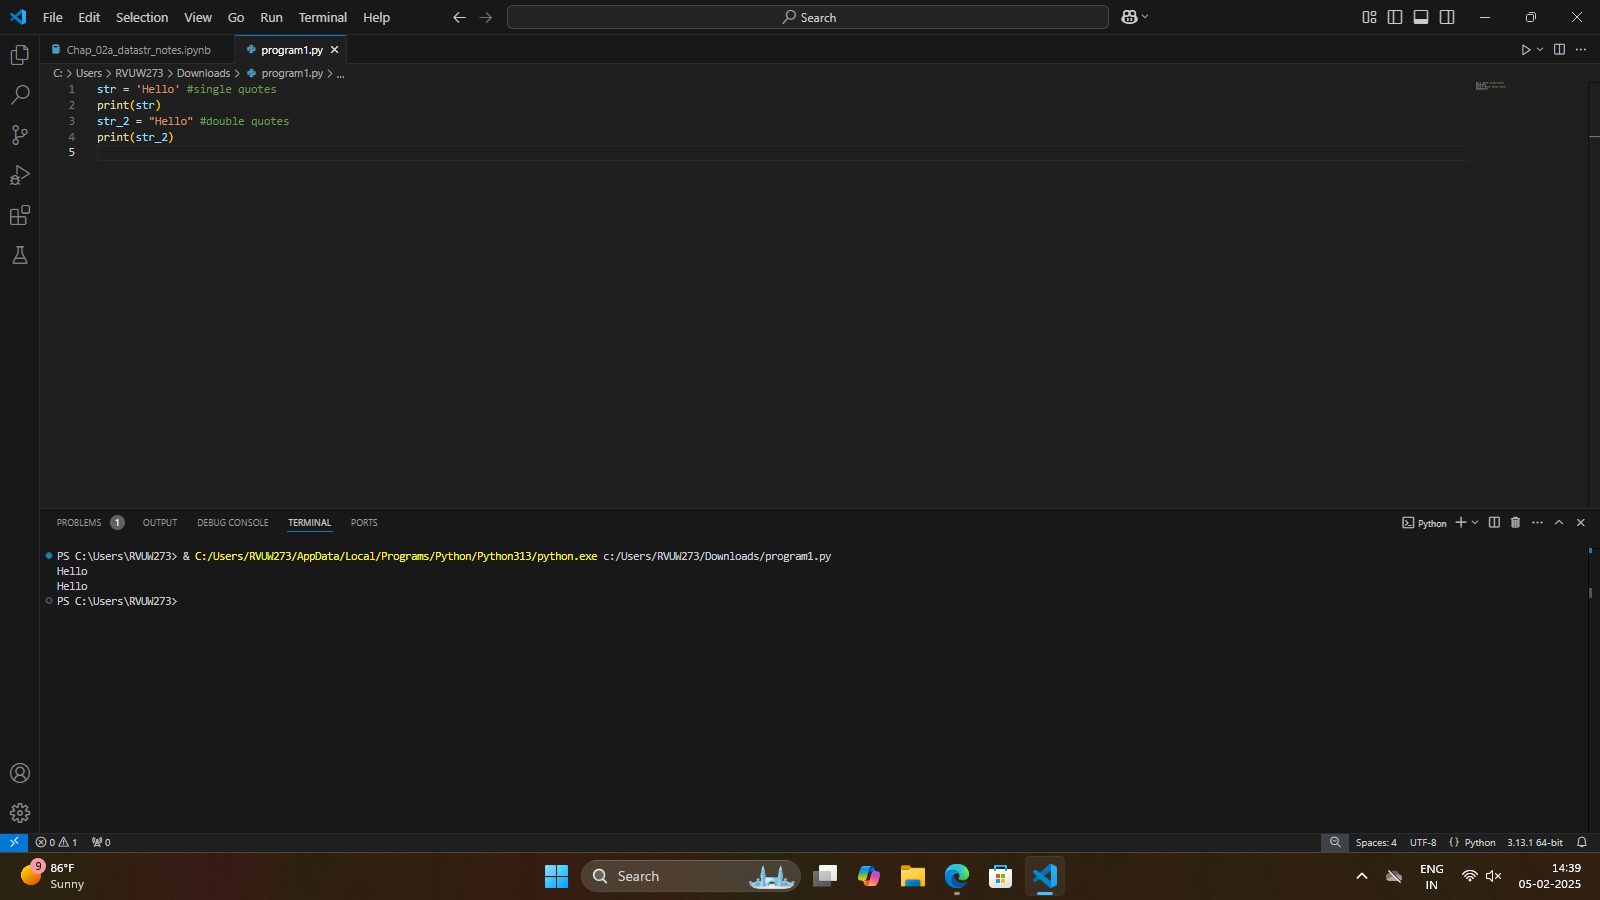 File Edit Selection View Go Run Terminal Help
Search
Chap_02a_datastr_notes.ipynb
program1.py
C: > Users > RVUW273 > Downloads > program1.py > ...
1 str = 'Hello' #single quotes
2 print(str)
3 str_2 = "Hello" #double quotes
4 print(str_2)
5
PROBLEMS 1 OUTPUT DEBUG CONSOLE TERMINAL PORTS
Python
PS C:\Users\RVUW273> & C:/Users/RVUW273/AppData/Local/Programs/Python/Python313/python.exe c:/Users/RVUW273/Downloads/program1.py
Hello
Hello
PS C:\Users\RVUW273>
0 1 0
Spaces: 4 UTF-8 {} Python 3.13.1 64-bit
9
86°F
Sunny
Search
ENG
IN
14:39
05-02-2025